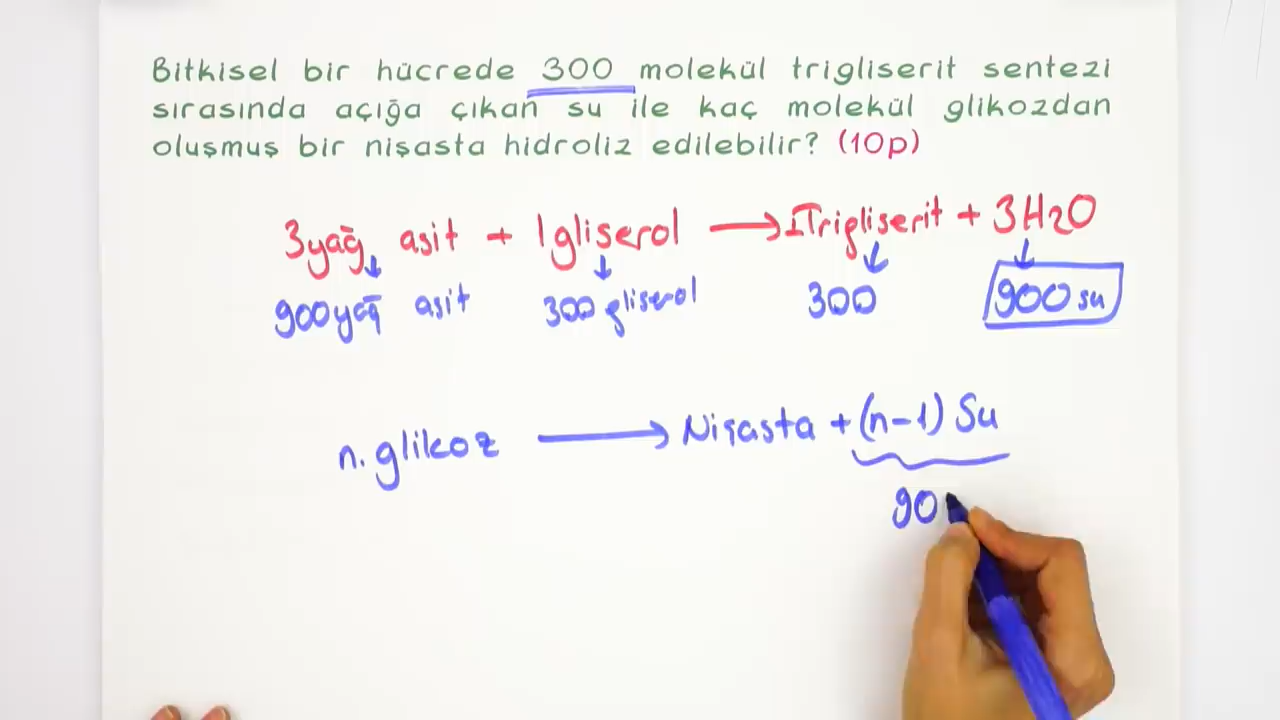 Bitkisel bir hücrede 300 molekül trigliserit sentezi
sırasında açığa çıkan su ile kaç molekül glikozdan
oluşmuş bir nişasta hidroliz edilebilir? (10p)
3yağ asit + 1gliserol → 1Trigliserit + 3H2O
900yağ asit 300 gliserol 300 900 su
n. glikoz → Nişasta + (n-1) Su
90